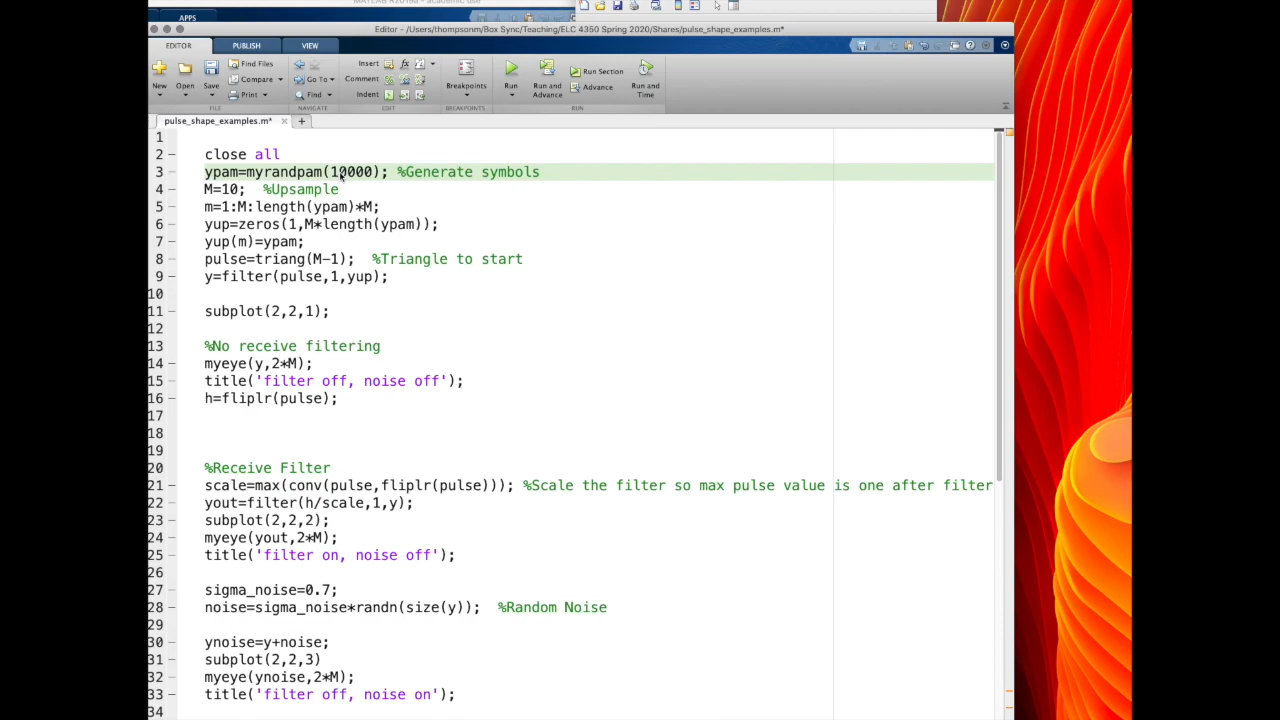 MATLAB R2019a - academic use
APPS
Editor - /Users/thompsonm/Box Sync/Teaching/ELC 4350 Spring 2020/Shares/pulse_shape_examples.m*
EDITOR PUBLISH VIEW
New Open Save Find Files Compare Print Insert fx Comment Indent Go To Find Breakpoints Run Run and Advance Run Section Advance Run and Time
FILE NAVIGATE EDIT BREAKPOINTS RUN
pulse_shape_examples.m* × +
1
2 – close all
3 – ypam=myrandpam(10000); %Generate symbols
4 – M=10; %Upsample
5 – m=1:M:length(ypam)*M;
6 – yup=zeros(1,M*length(ypam));
7 – yup(m)=ypam;
8 – pulse=triang(M-1); %Triangle to start
9 – y=filter(pulse,1,yup);
10
11 – subplot(2,2,1);
12
13 %No receive filtering
14 – myeye(y,2*M);
15 – title('filter off, noise off');
16 – h=fliplr(pulse);
17
18
19
20 %Receive Filter
21 – scale=max(conv(pulse,fliplr(pulse))); %Scale the filter so max pulse value is one after filter
22 – yout=filter(h/scale,1,y);
23 – subplot(2,2,2);
24 – myeye(yout,2*M);
25 – title('filter on, noise off');
26
27 – sigma_noise=0.7;
28 – noise=sigma_noise*randn(size(y)); %Random Noise
29
30 – ynoise=y+noise;
31 – subplot(2,2,3)
32 – myeye(ynoise,2*M);
33 – title('filter off, noise on');
34